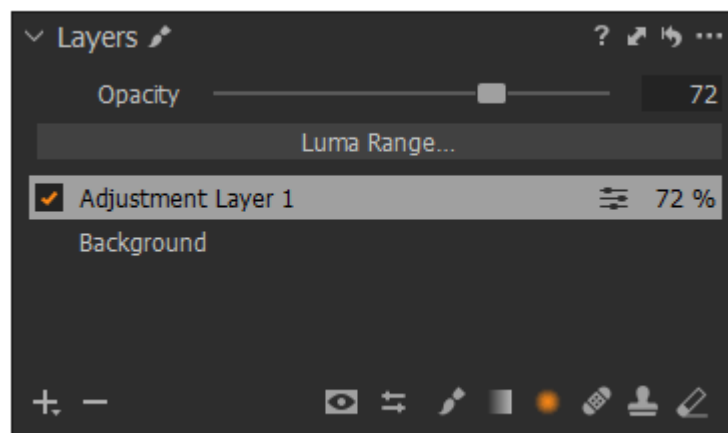 Layers ? ...
Opacity 72
Luma Range...
Adjustment Layer 1 72 %
Background